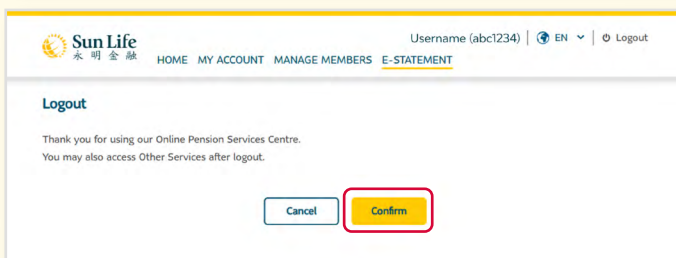 Sun Life
永明金融
Username (abc1234) | EN | Logout
HOME MY ACCOUNT MANAGE MEMBERS E-STATEMENT
Logout
Thank you for using our Online Pension Services Centre.
You may also access Other Services after logout.
Cancel Confirm